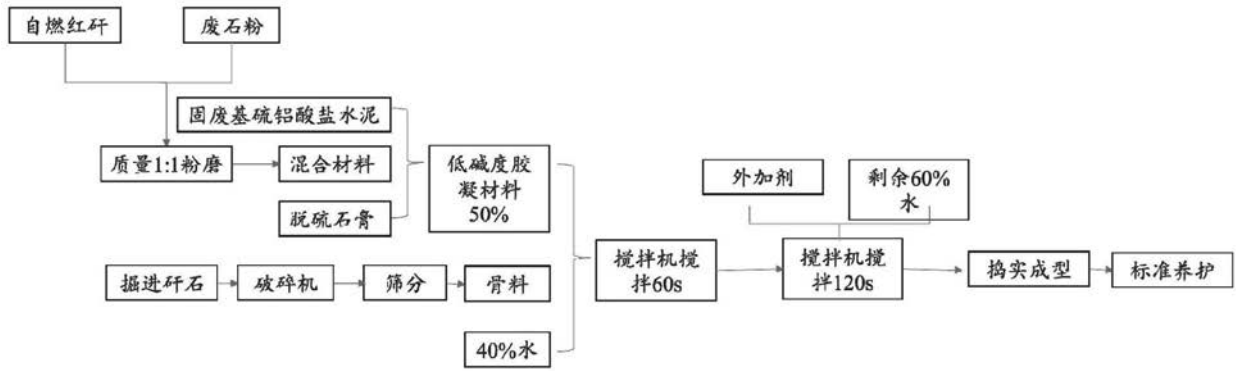 自燃红矸
废石粉
固废基硫铝酸盐水泥
质量1:1粉磨
混合材料
脱硫石膏
低碱度胶
凝材料
50%
掘进矸石
破碎机
筛分
骨料
40%水
搅拌机搅
拌60s
外加剂
剩余60%
水
搅拌机搅
拌120s
捣实成型
标准养护